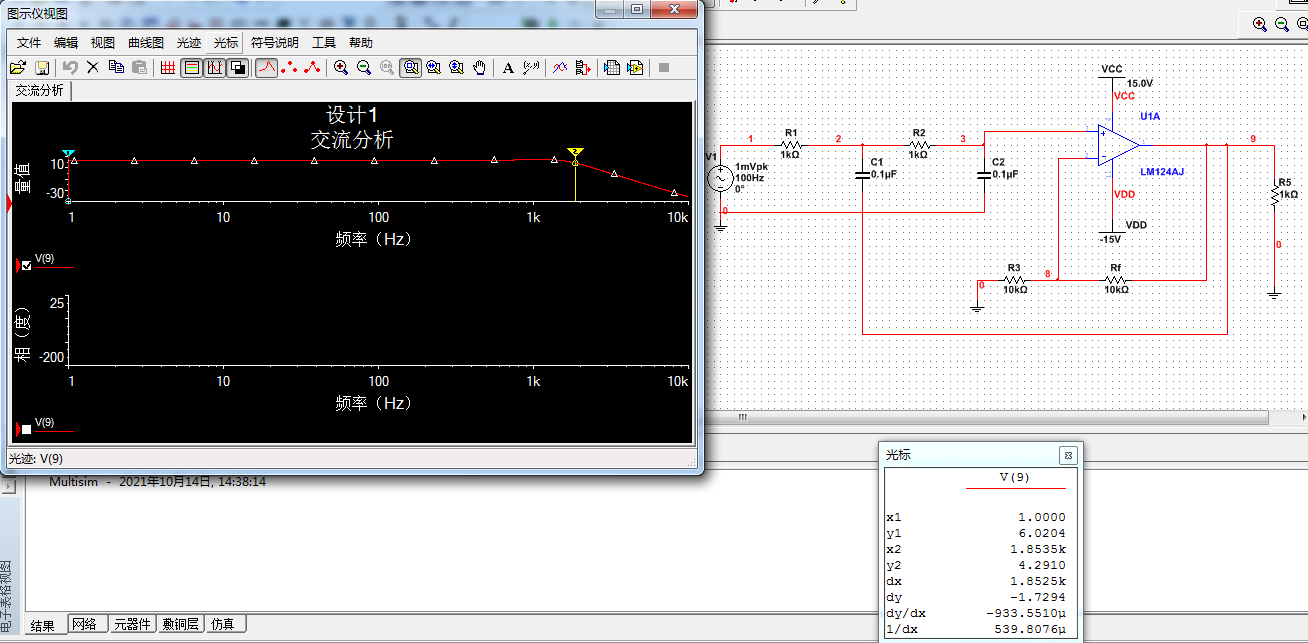 图示仪视图
文件 编辑 视图 曲线图 光迹 光标 符号说明 工具 帮助
A
交流分析
设计1
交流分析
量值
10
-30
1 10 100 1k 10k
频率（Hz）
V(9)
相（度）
25
-200
1 10 100 1k 10k
频率（Hz）
V(9)
光迹: V(9)
VCC
15.0V
VCC
U1A
LM124AJ
VDD
VDD
-15V
V1
1mVpk
100Hz
0°
0
1
R1
1kΩ
2
C1
0.1µF
R2
1kΩ
3
C2
0.1µF
9
R5
1kΩ
0
0
R3
10kΩ
8
Rf
10kΩ
Multisim - 2021年10月14日, 14:38:14
电子表格视图
结果 网络 元器件 敷铜层 仿真
光标
V(9)
x1 1.0000
y1 6.0204
x2 1.8535k
y2 4.2910
dx 1.8525k
dy -1.7294
dy/dx -933.5510µ
1/dx 539.8076µ